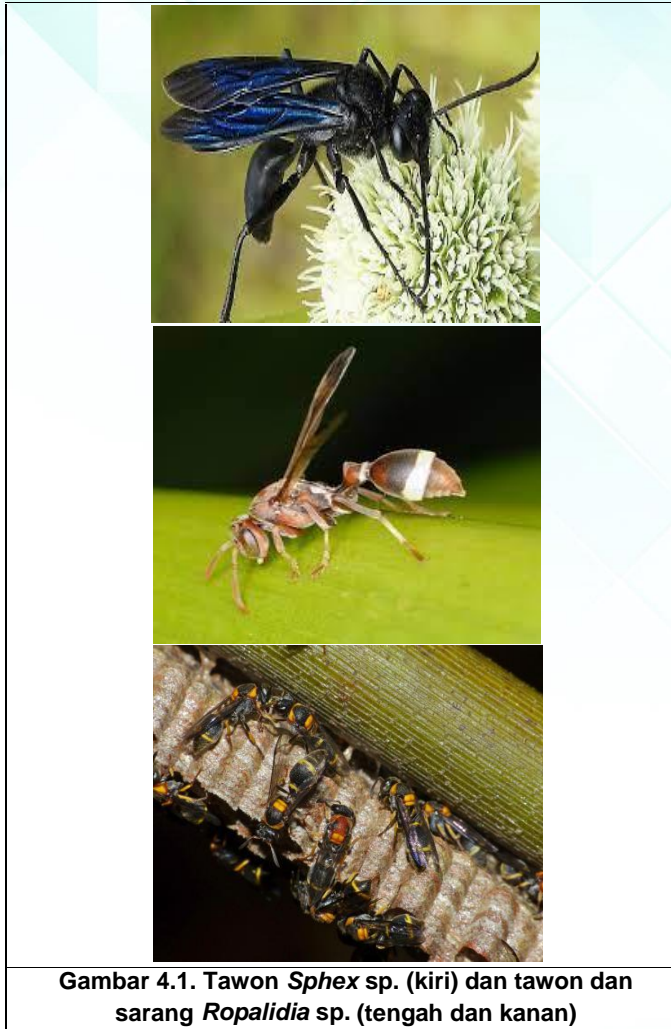 Gambar 4.1. Tawon Sphex sp. (kiri) dan tawon dan
sarang Ropalidia sp. (tengah dan kanan)